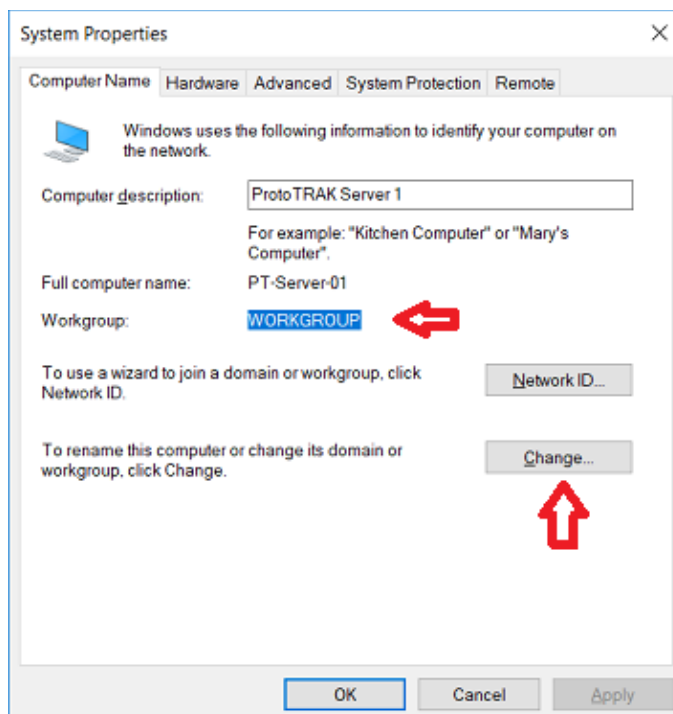 System Properties
Computer Name Hardware Advanced System Protection Remote
Windows uses the following information to identify your computer on
the network.
Computer description: ProtoTRAK Server 1
For example: "Kitchen Computer" or "Mary's
Computer".
Full computer name: PT-Server-01
Workgroup: WORKGROUP
To use a wizard to join a domain or workgroup, click
Network ID.
Network ID...
To rename this computer or change its domain or
workgroup, click Change.
Change...
OK Cancel Apply